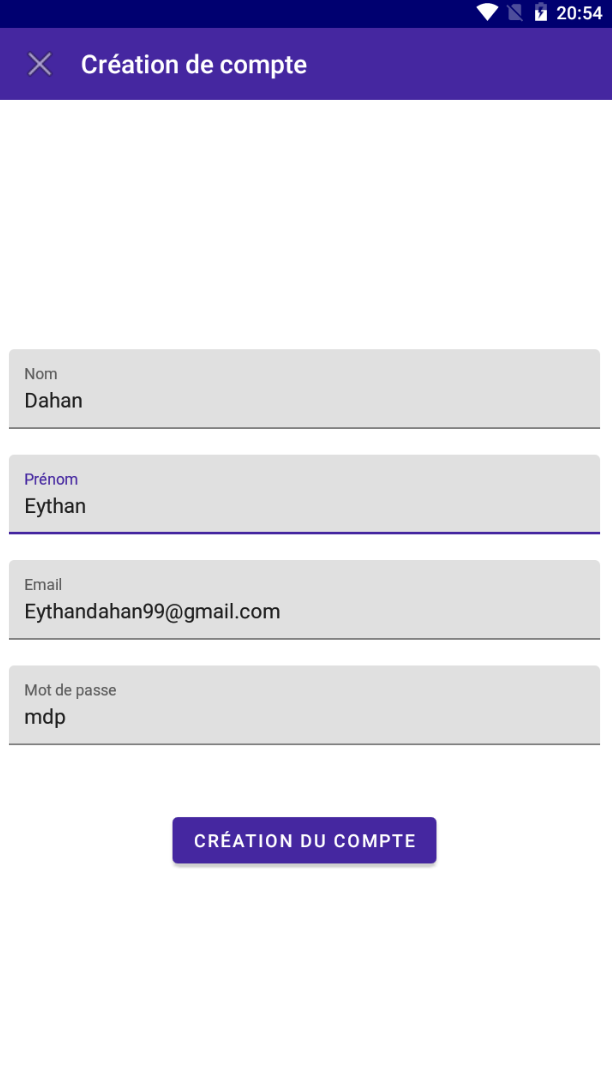 20:54
Création de compte
Nom
Dahan
Prénom
Eythan
Email
Eythandahan99@gmail.com
Mot de passe
mdp
CRÉATION DU COMPTE